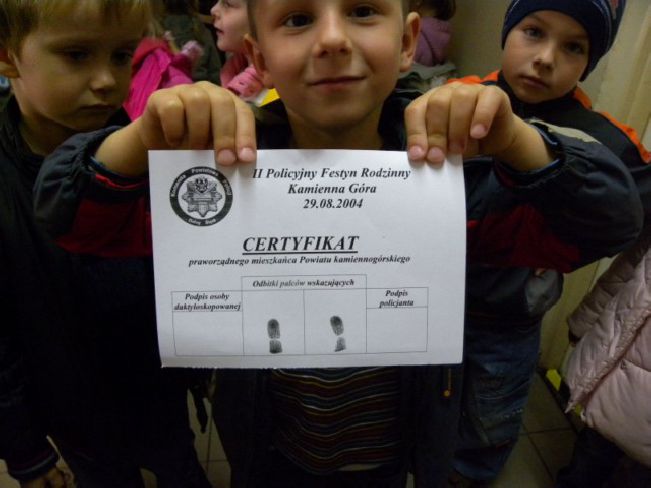 II Policyjny Festyn Rodzinny
Kamienna Góra
29.08.2004
CERTYFIKAT
praworządnego mieszkańca Powiatu kamiennogórskiego
Odbitki palców wskazujących
Podpis osoby
daktyloskopowanej
Podpis
policjanta